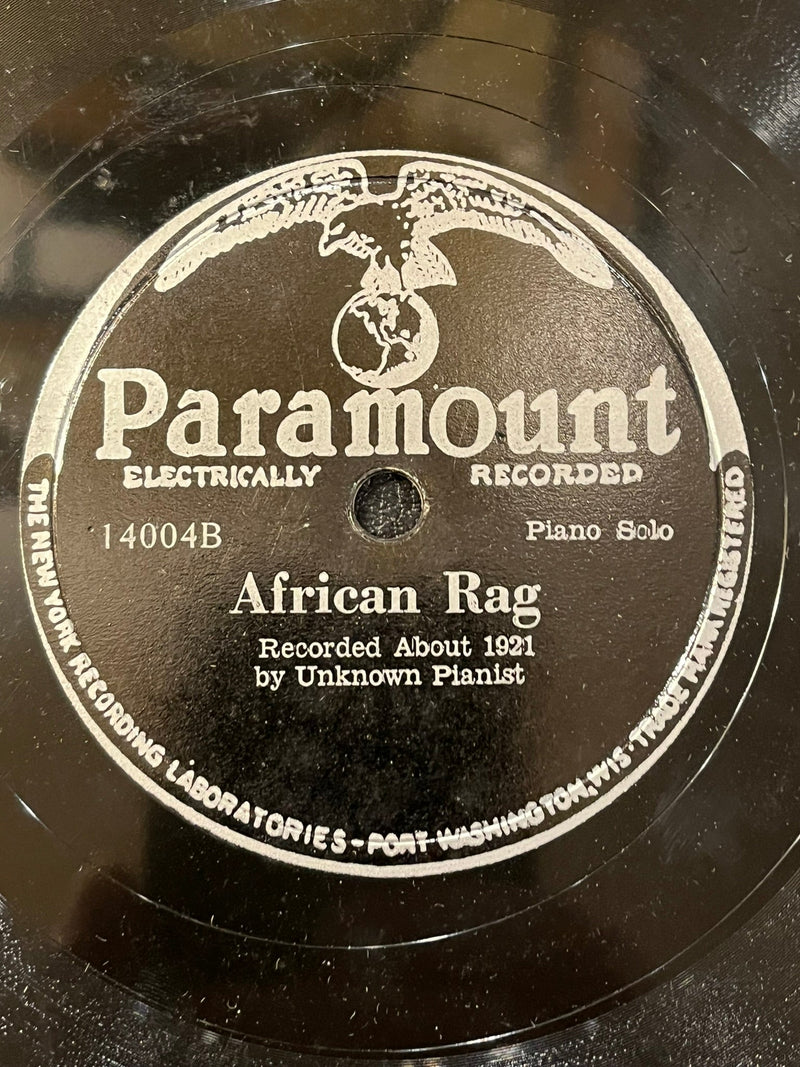 Paramount
ELECTRICALLY RECORDED
14004B Piano Solo
African Rag
Recorded About 1921
by Unknown Pianist
THE NEW YORK RECORDING LABORATORIES - PORT WASHINGTON, WIS - TRADE MARK REGISTERED